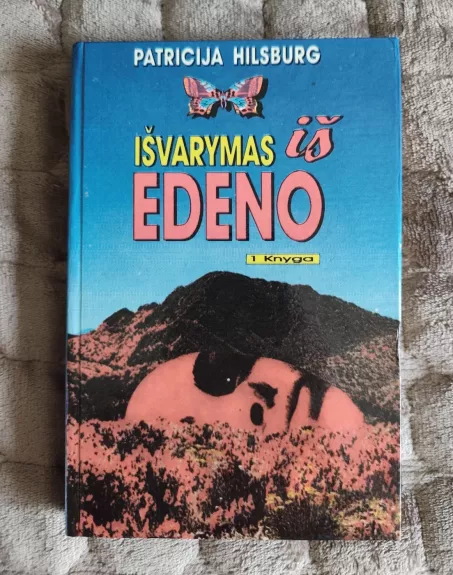 PATRICIJA HILSBURG
IŠVARYMAS iš
EDENO
1 Knyga